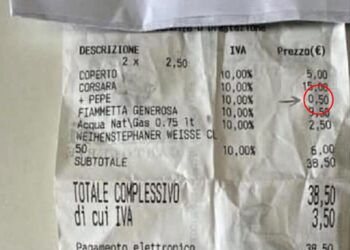 o Prestazione
DESCRIZIONE IVA Prezzo(€)
2 x 2,50
COPERTO 10,00% 5,00
CORSARA 10,00% 15,00
+ PEPE 10,00% 0,50
FIAMMETTA GENEROSA 10,00% 9,50
Acqua Nat\Gas 0.75 lt 10,00% 2,50
WEIHENSTEPHANER WEISSE CL
50 10,00% 6,00
SUBTOTALE 38,50
TOTALE COMPLESSIVO 38,50
di cui IVA 3,50
Pagamento elettronico 38,50